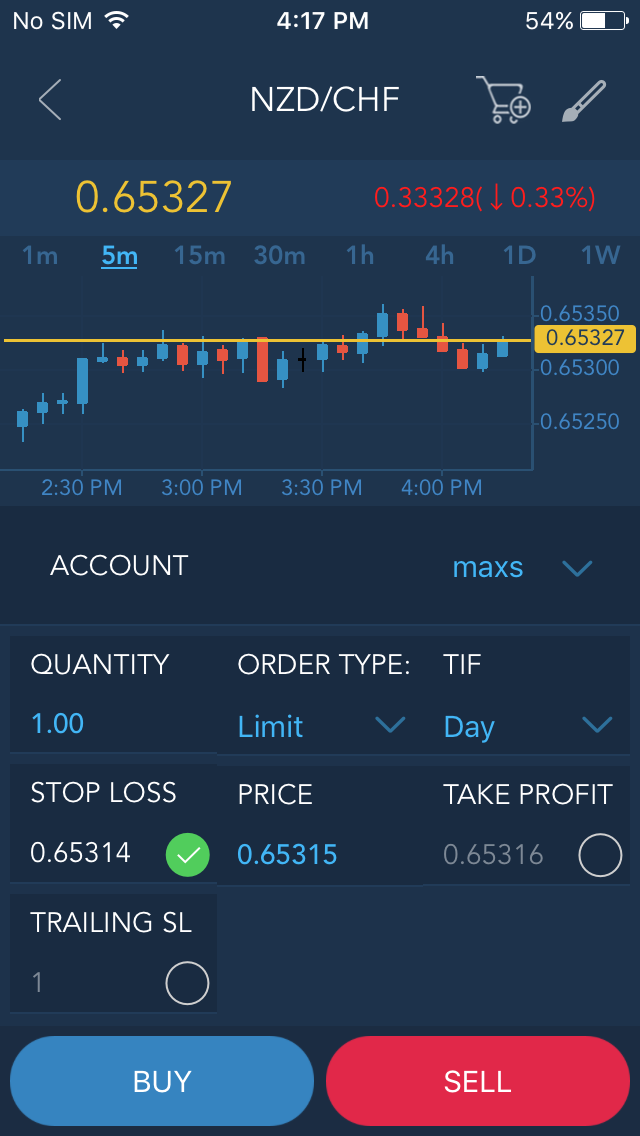 No SIM 4:17 PM 54%
NZD/CHF
0.65327 0.33328(↓0.33%)
1m 5m 15m 30m 1h 4h 1D 1W
0.65350
0.65327
0.65300
0.65250
2:30 PM 3:00 PM 3:30 PM 4:00 PM
ACCOUNT maxs
QUANTITY ORDER TYPE: TIF
1.00 Limit Day
STOP LOSS PRICE TAKE PROFIT
0.65314 0.65315 0.65316
TRAILING SL
1
BUY SELL